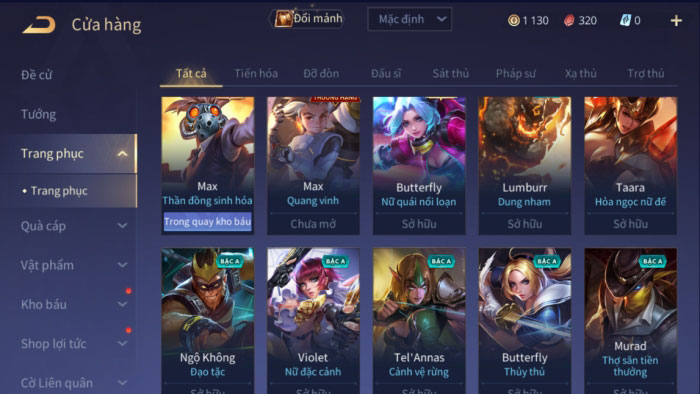 Cửa hàng
Đổi mảnh
Mặc định
1 130
320
0
Đề cử
Tướng
Trang phục
Trang phục
Quà cáp
Vật phẩm
Kho báu
Shop lợi tức
Cờ Liên quân
Tất cả Tiến hóa Đỡ đòn Đấu sĩ Sát thủ Pháp sư Xạ thủ Trợ thủ
Max
Thần đồng sinh hóa
Trong quay kho báu
THƯỢNG HẠNG
Max
Quang vinh
Chưa mở
Butterfly
Nữ quái nổi loạn
Sở hữu
Lumburr
Dung nham
Sở hữu
Taara
Hỏa ngọc nữ đế
Sở hữu
BẬC A
Ngộ Không
Đạo tặc
Sở hữu
Violet
Nữ đặc cảnh
Sở hữu
BẬC A
Tel'Annas
Cảnh vệ rừng
Sở hữu
BẬC A
Butterfly
Thủy thủ
Sở hữu
BẬC A
Murad
Thợ săn tiền
thưởng
Sở hữu